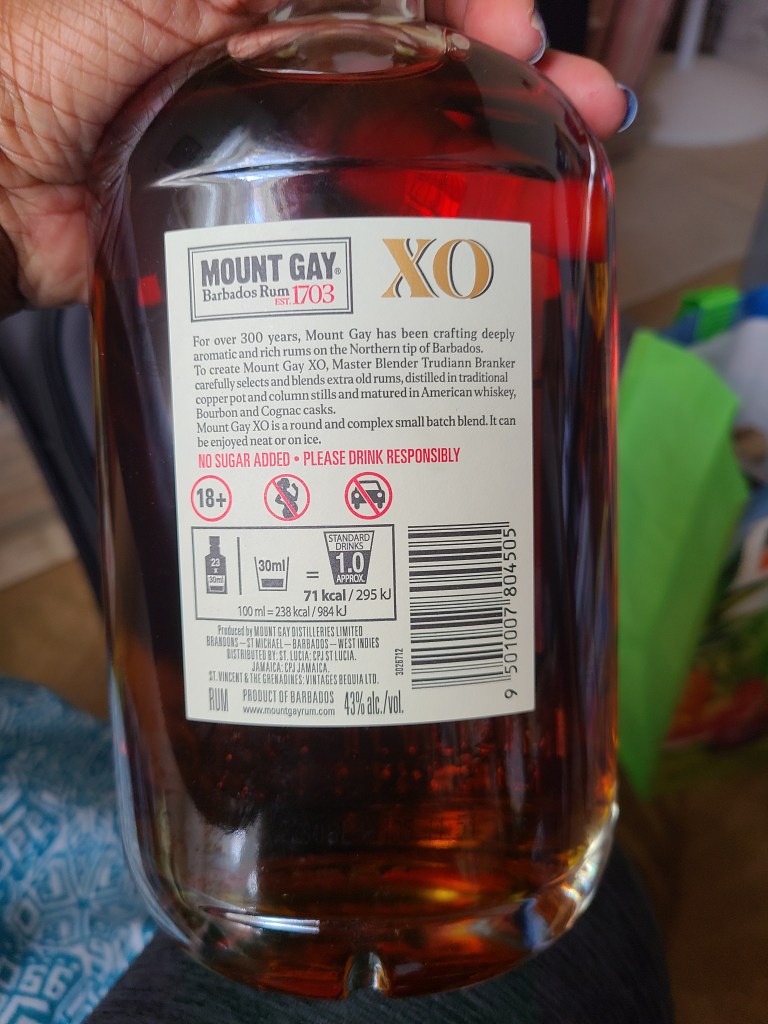 MOUNT GAY®
Barbados Rum
EST. 1703
XO
For over 300 years, Mount Gay has been crafting deeply
aromatic and rich rums on the Northern tip of Barbados.
To create Mount Gay XO, Master Blender Trudiann Branker
carefully selects and blends extra old rums, distilled in traditional
copper pot and column stills and matured in American whiskey,
Bourbon and Cognac casks.
Mount Gay XO is a round and complex small batch blend. It can
be enjoyed neat or on ice.
NO SUGAR ADDED • PLEASE DRINK RESPONSIBLY
18+
23
x
30ml
30ml
=
STANDARD
DRINKS
1.0
APPROX.
71 kcal / 295 kJ
100 ml = 238 kcal / 984 kJ
Produced by MOUNT GAY DISTILLERIES LIMITED
BRANDONS – ST MICHAEL – BARBADOS – WEST INDIES
DISTRIBUTED BY: ST. LUCIA: CPJ ST LUCIA.
JAMAICA: CPJ JAMAICA.
ST. VINCENT & THE GRENADINES: VINTAGES BEQUIA LTD.
RUM
PRODUCT OF BARBADOS
www.mountgayrum.com
43% alc./vol.
3026712
9 501007 804505